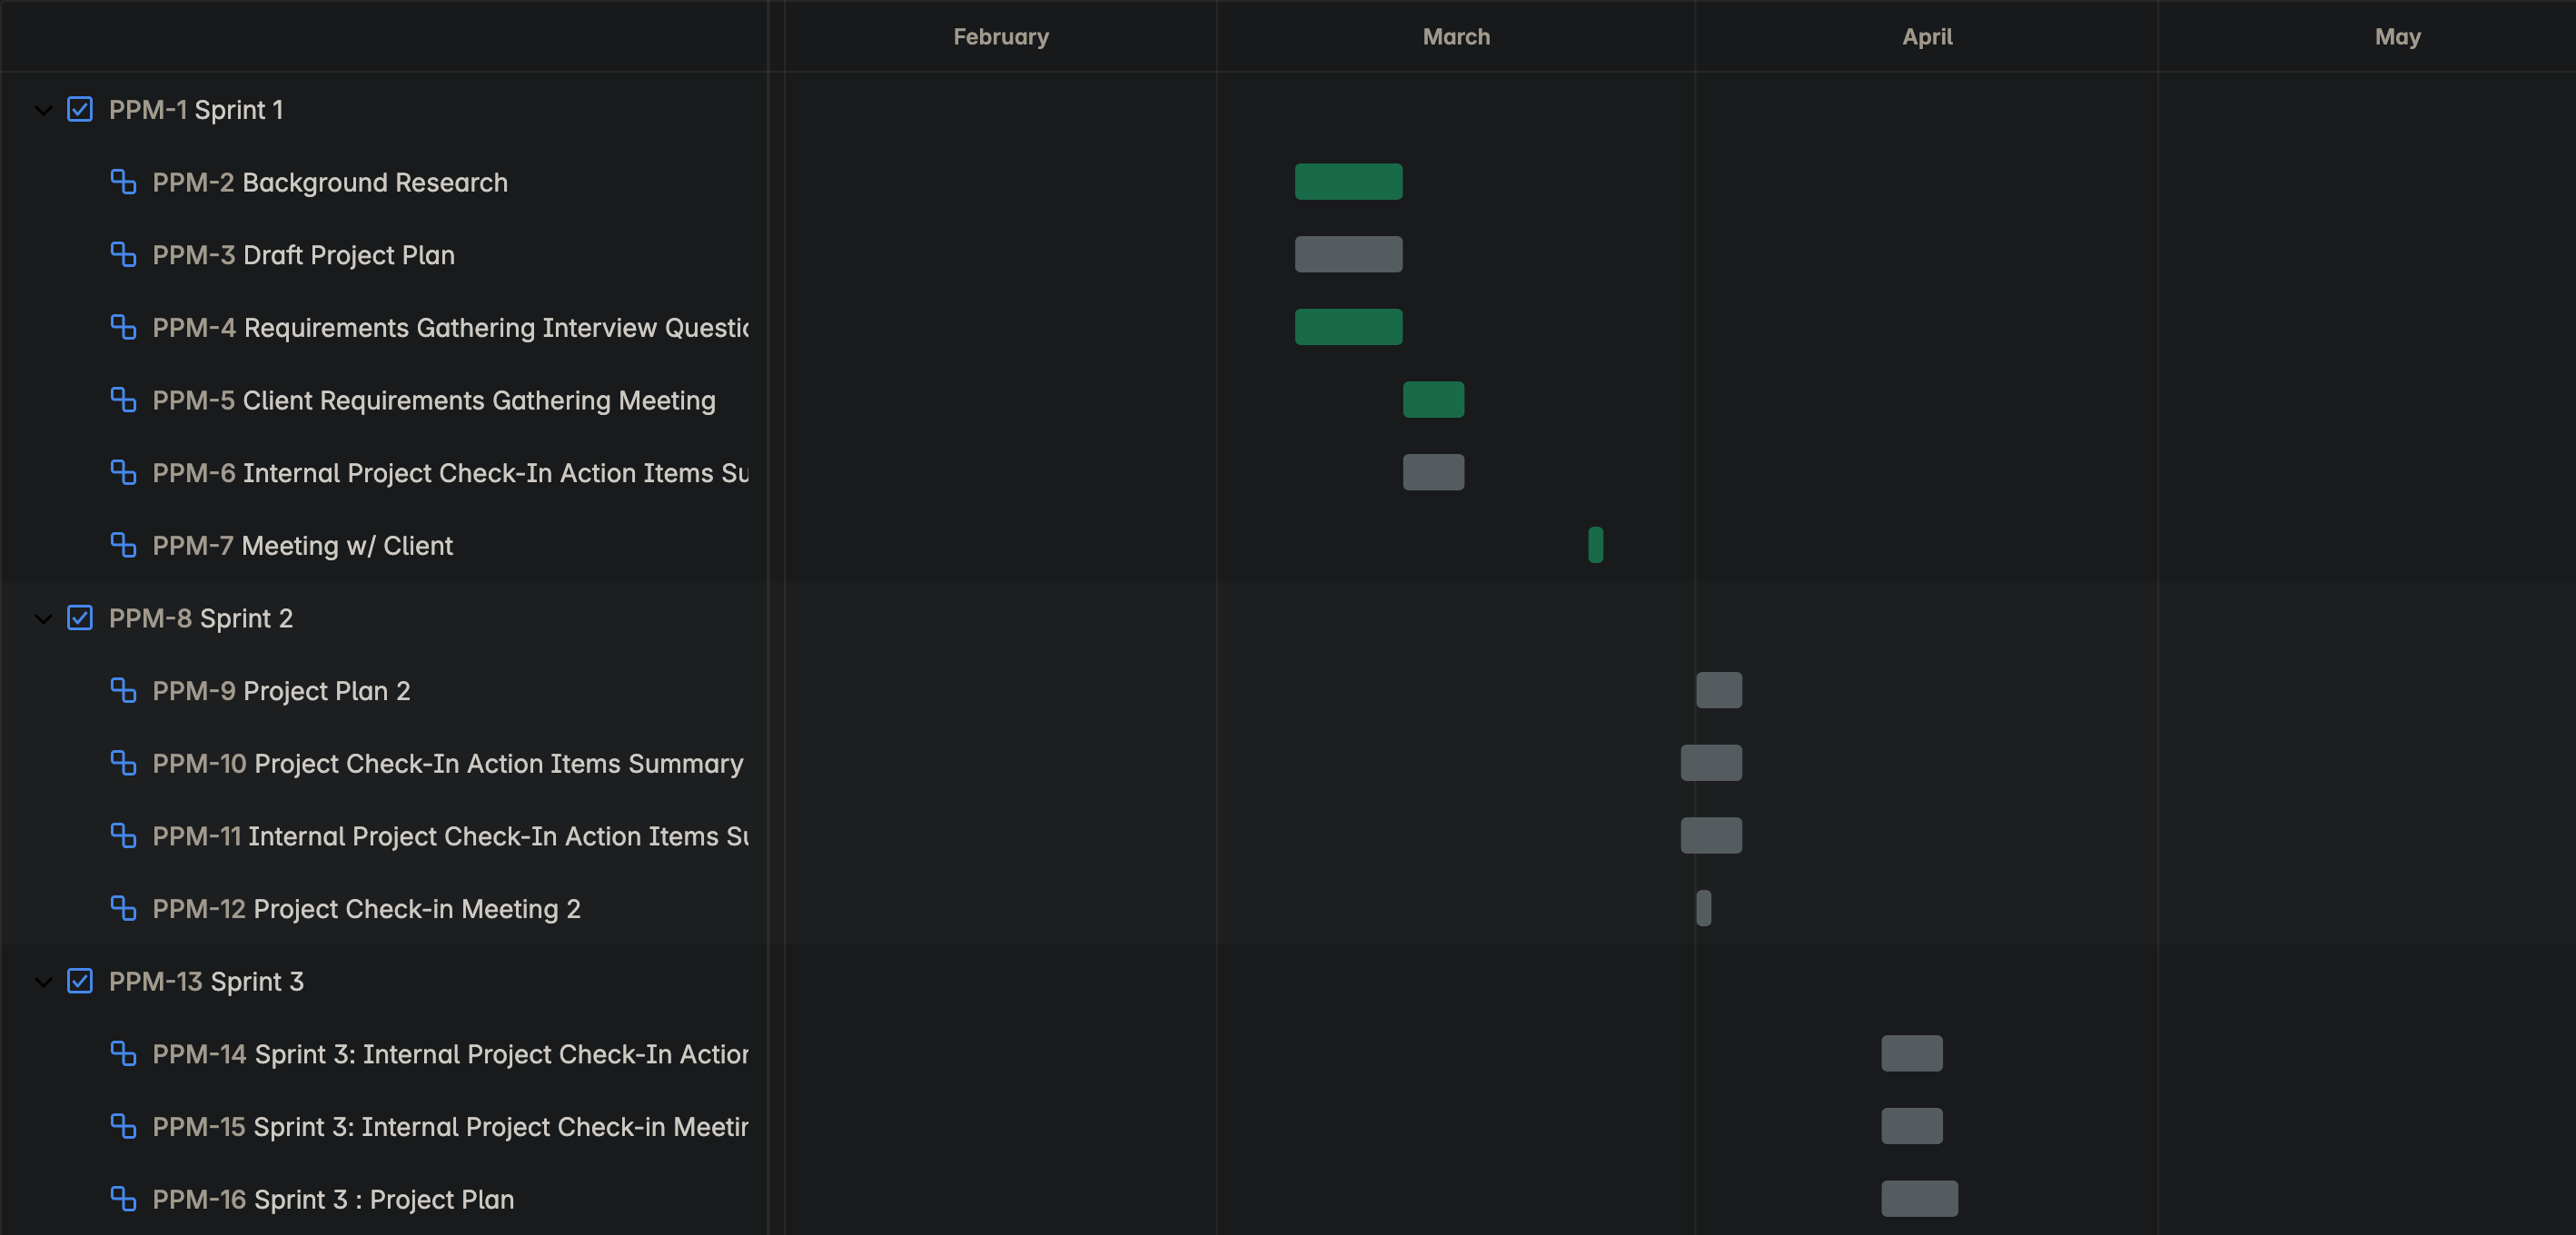 February March April May
PPM-1 Sprint 1
PPM-2 Background Research
PPM-3 Draft Project Plan
PPM-4 Requirements Gathering Interview
PPM-5 Client Requirements Gathering Meeting
PPM-6 Internal Project Check-In Action Items
PPM-7 Meeting w/ Client
PPM-8 Sprint 2
PPM-9 Project Plan 2
PPM-10 Project Check-In Action Items Summary
PPM-11 Internal Project Check-In Action Items
PPM-12 Project Check-in Meeting 2
PPM-13 Sprint 3
PPM-14 Sprint 3: Internal Project Check-In
PPM-15 Sprint 3: Internal Project Check-in
PPM-16 Sprint 3 : Project Plan